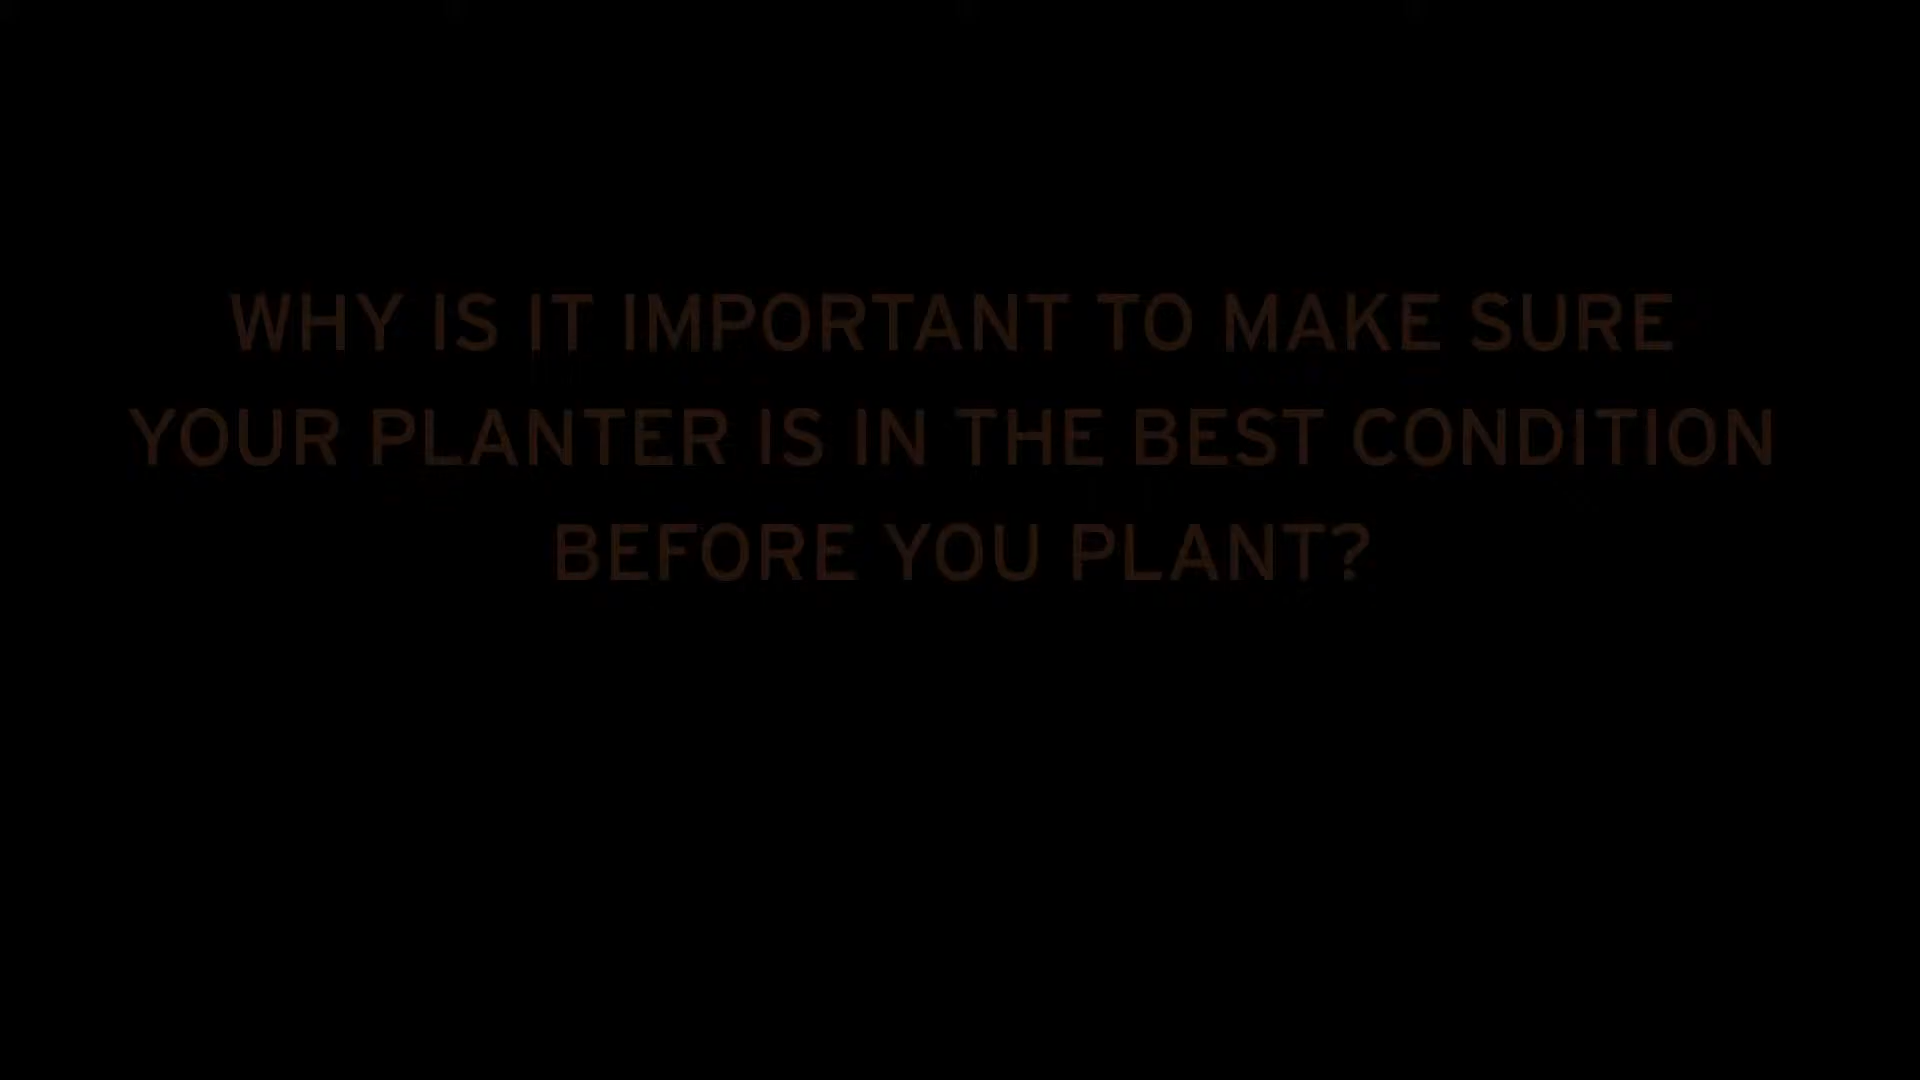 WHY IS IT IMPORTANT TO MAKE SURE
YOUR PLANTER IS IN THE BEST CONDITION
BEFORE YOU PLANT?